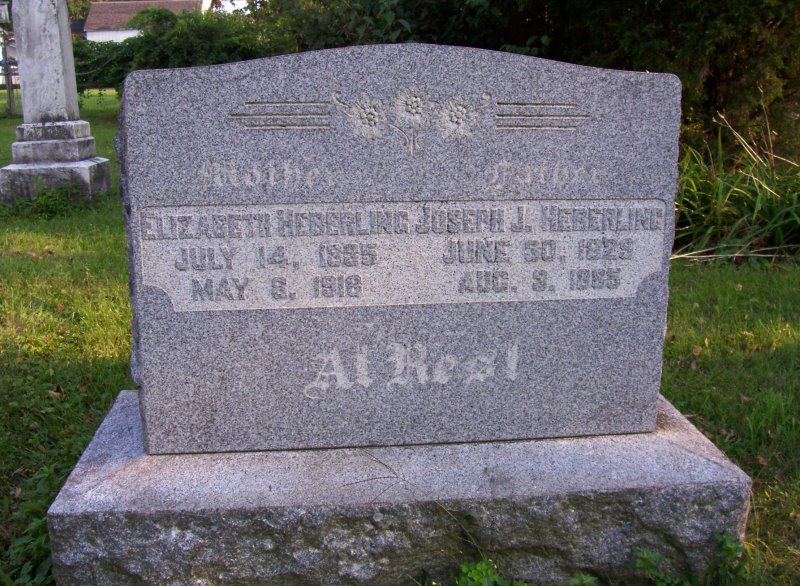 Mother Father
ELIZABETH HEBERLING JOSEPH J. HEBERLING
JULY 14, 1835 JUNE 30, 1829
MAY 6, 1918 AUG. 9, 1905
At Rest